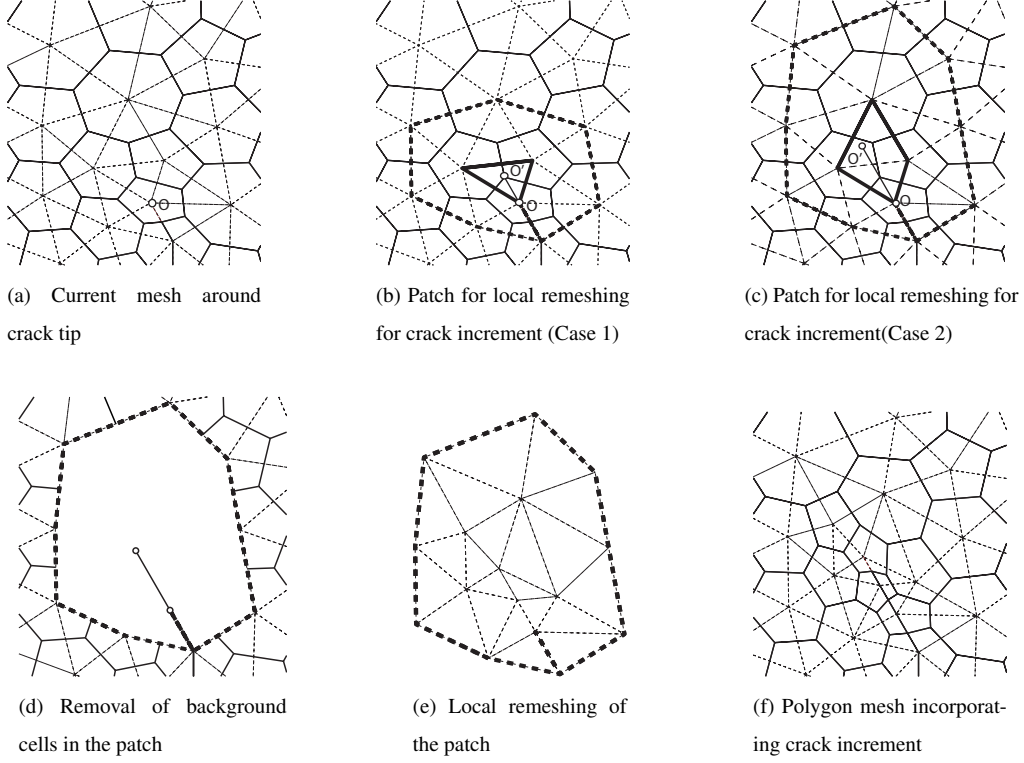 O
O'
O
O'
O
(a) Current mesh around
crack tip
(b) Patch for local remeshing
for crack increment (Case 1)
(c) Patch for local remeshing for
crack increment(Case 2)
(d) Removal of background
cells in the patch
(e) Local remeshing of
the patch
(f) Polygon mesh incorporat-
ing crack increment